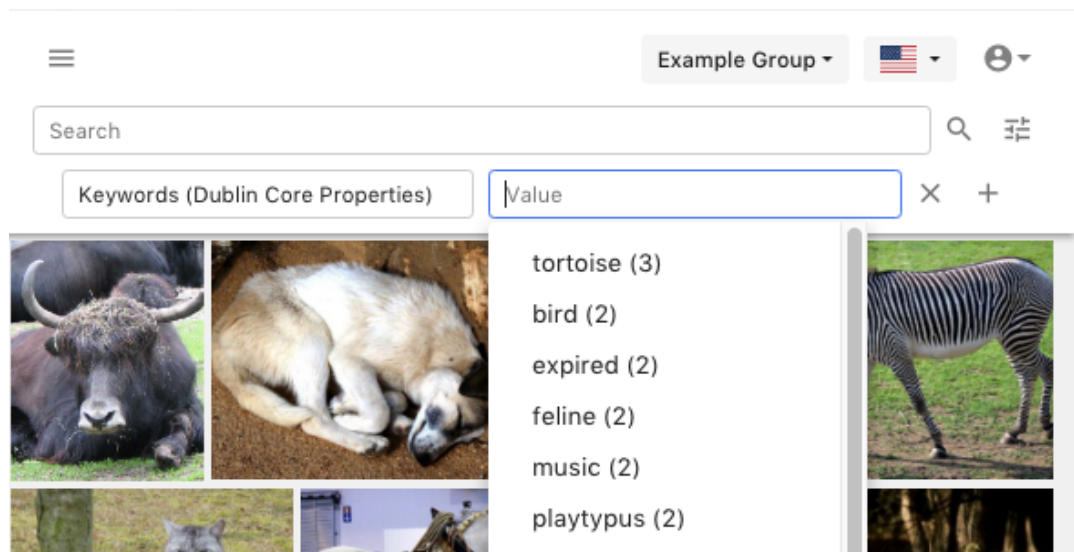 Example Group
Search
Keywords (Dublin Core Properties)
Value
tortoise (3)
bird (2)
expired (2)
feline (2)
music (2)
playtypus (2)